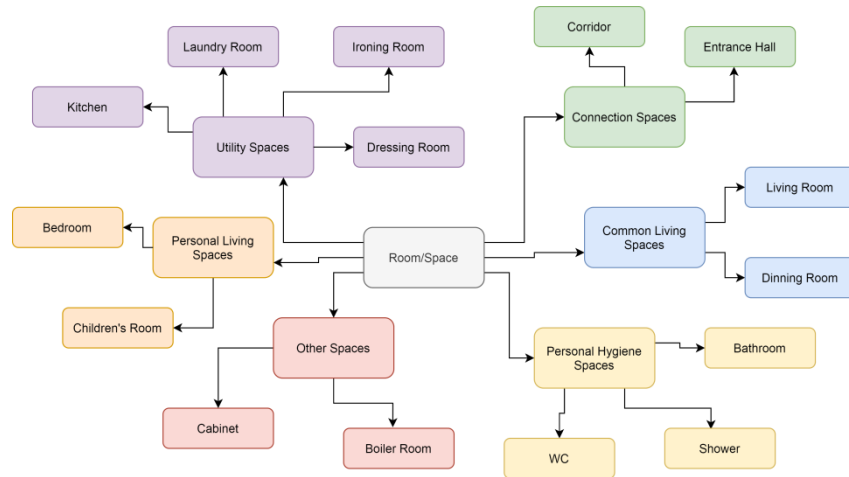 Corridor
Laundry Room
Ironing Room
Entrance Hall
Kitchen
Connection Spaces
Utility Spaces
Dressing Room
Living Room
Bedroom
Personal Living
Spaces
Common Living
Spaces
Room/Space
Dinning Room
Children's Room
Other Spaces
Personal Hygiene
Spaces
Bathroom
Cabinet
Boiler Room
WC
Shower